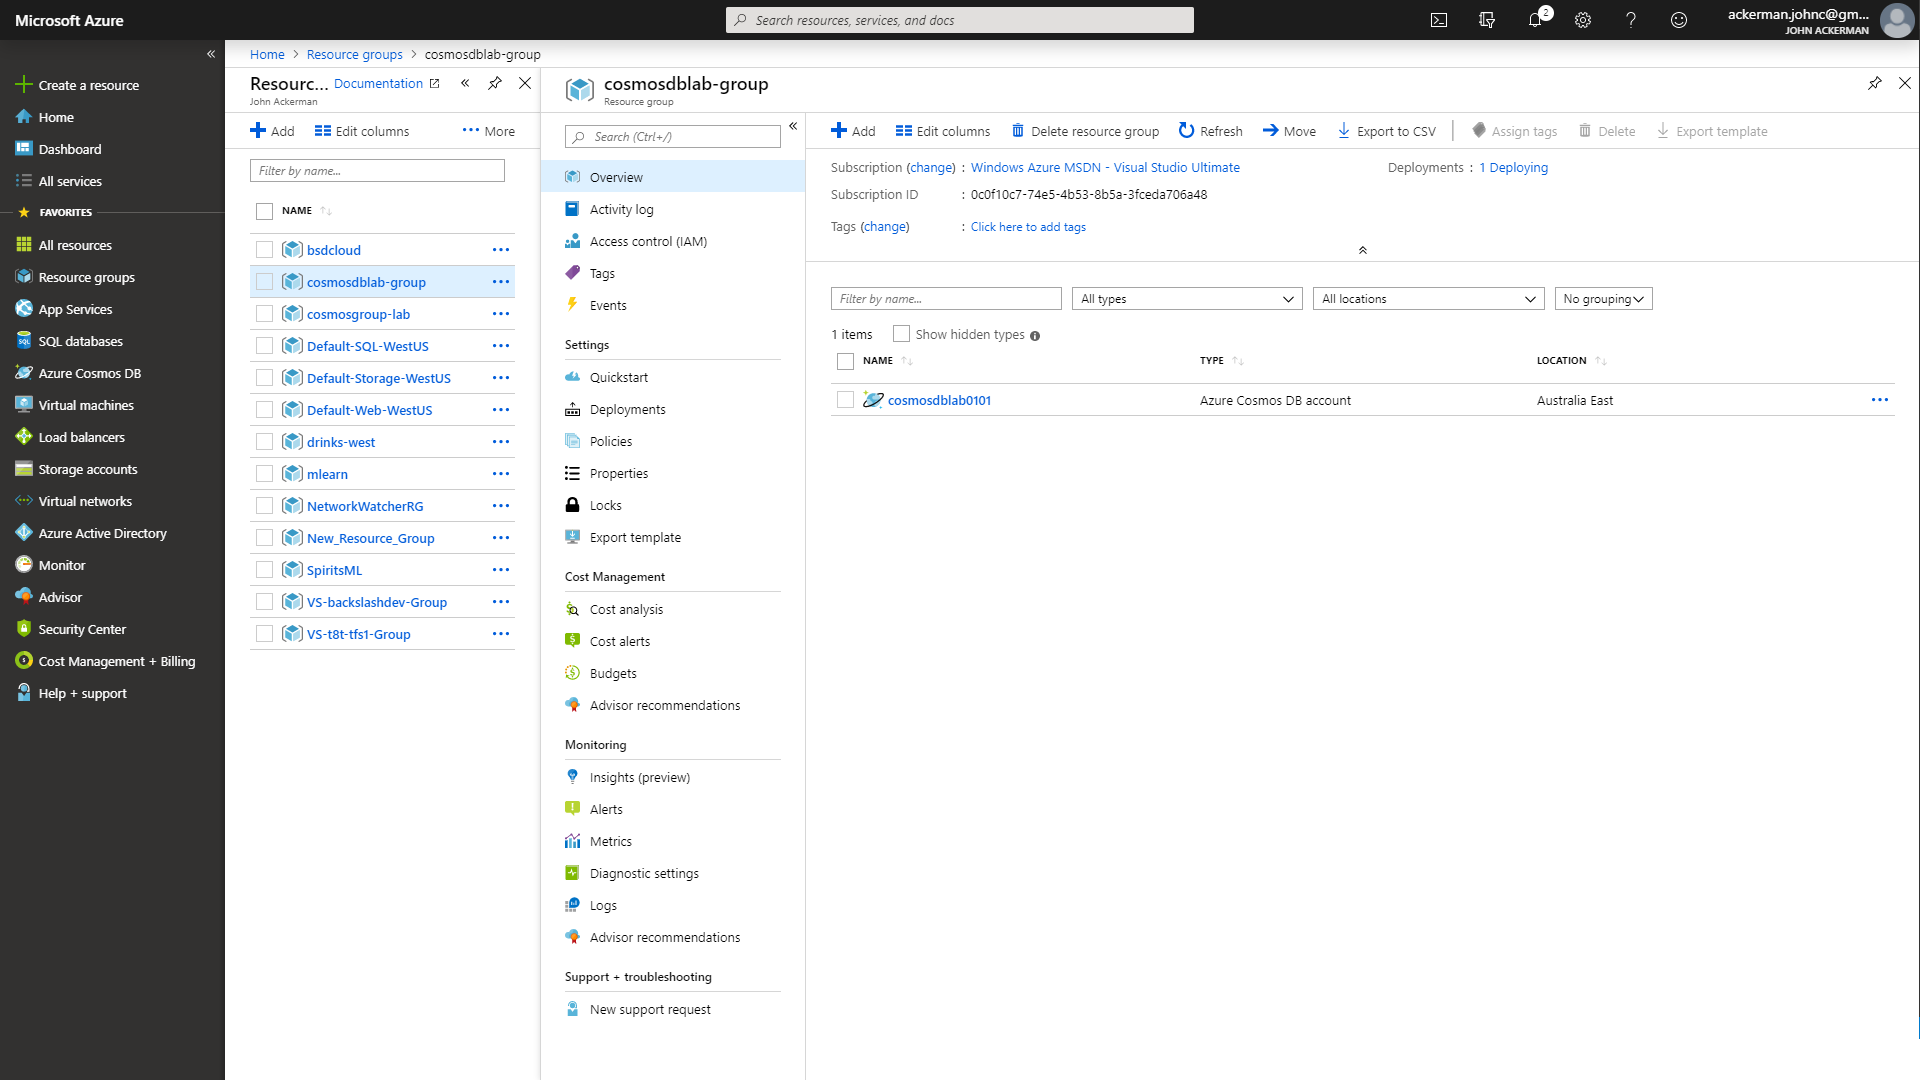 Microsoft Azure
Search resources, services, and docs
2
ackerman.johnc@gm...
JOHN ACKERMAN
Create a resource
Home
Dashboard
All services
FAVORITES
All resources
Resource groups
App Services
SQL databases
Azure Cosmos DB
Virtual machines
Load balancers
Storage accounts
Virtual networks
Azure Active Directory
Monitor
Advisor
Security Center
Cost Management + Billing
Help + support
Home > Resource groups > cosmosdblab-group
Resourc... Documentation
John Ackerman
Add Edit columns ••• More
Filter by name...
NAME
bsdcloud
cosmosdblab-group
cosmosgroup-lab
Default-SQL-WestUS
Default-Storage-WestUS
Default-Web-WestUS
drinks-west
mlearn
NetworkWatcherRG
New_Resource_Group
SpiritsML
VS-backslashdev-Group
VS-t8t-tfs1-Group
cosmosdblab-group
Resource group
Search (Ctrl+/)
Overview
Activity log
Access control (IAM)
Tags
Events
Settings
Quickstart
Deployments
Policies
Properties
Locks
Export template
Cost Management
Cost analysis
Cost alerts
Budgets
Advisor recommendations
Monitoring
Insights (preview)
Alerts
Metrics
Diagnostic settings
Logs
Advisor recommendations
Support + troubleshooting
New support request
Add Edit columns Delete resource group Refresh Move Export to CSV Assign tags Delete Export template
Subscription (change) : Windows Azure MSDN - Visual Studio Ultimate Deployments : 1 Deploying
Subscription ID : 0c0f10c7-74e5-4b53-8b5a-3fceda706a48
Tags (change) : Click here to add tags
Filter by name... All types All locations No grouping
1 items Show hidden types
NAME TYPE LOCATION
cosmosdblab0101 Azure Cosmos DB account Australia East